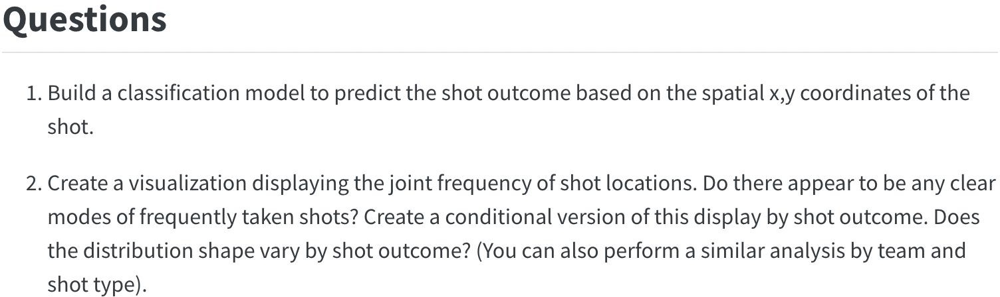 Questions
1. Build a classification model to predict the shot outcome based on the spatial x,y coordinates of the
shot.
2. Create a visualization displaying the joint frequency of shot locations. Do there appear to be any clear
modes of frequently taken shots? Create a conditional version of this display by shot outcome. Does
the distribution shape vary by shot outcome? (You can also perform a similar analysis by team and
shot type).